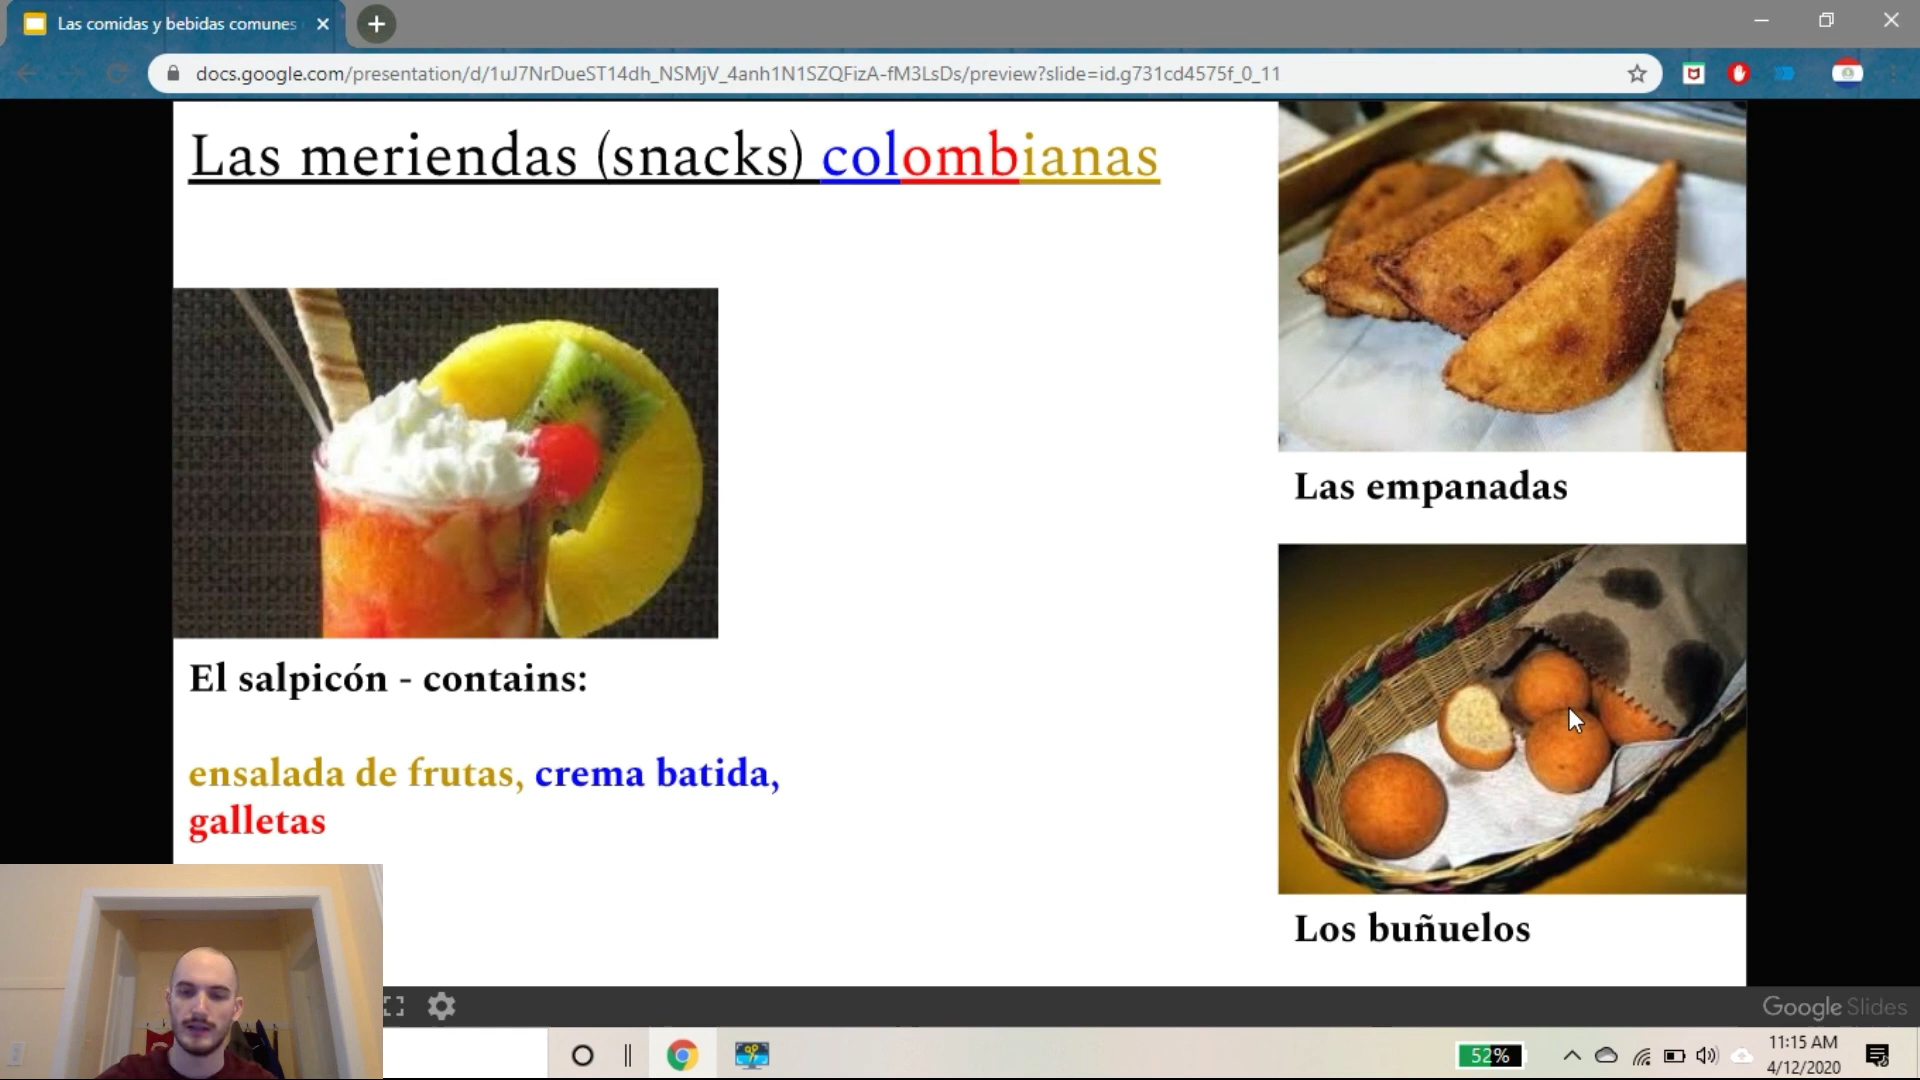 Las comidas y bebidas comunes
docs.google.com/presentation/d/1uJ7NrDueST14dh_NSMjV_4anh1N1SZQFizA-fM3LsDs/preview?slide=id.g731cd4575f_0_11
Las meriendas (snacks) colombianas
El salpicón - contains:
ensalada de frutas, crema batida,
galletas
Las empanadas
Los buñuelos
Google Slides
52%
11:15 AM
4/12/2020